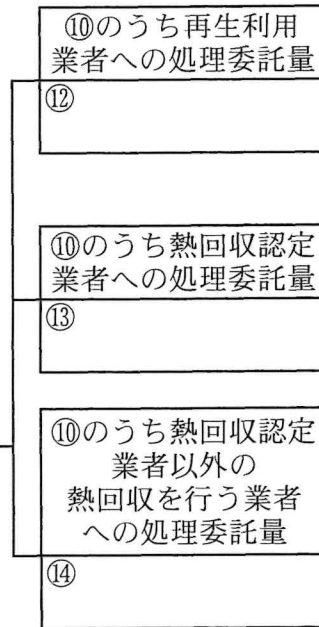 ⑩のうち再生利用
業者への処理委託量
⑫
⑩のうち熱回収認定
業者への処理委託量
⑬
⑩のうち熱回収認定
業者以外の
熱回収を行う業者
への処理委託量
⑭